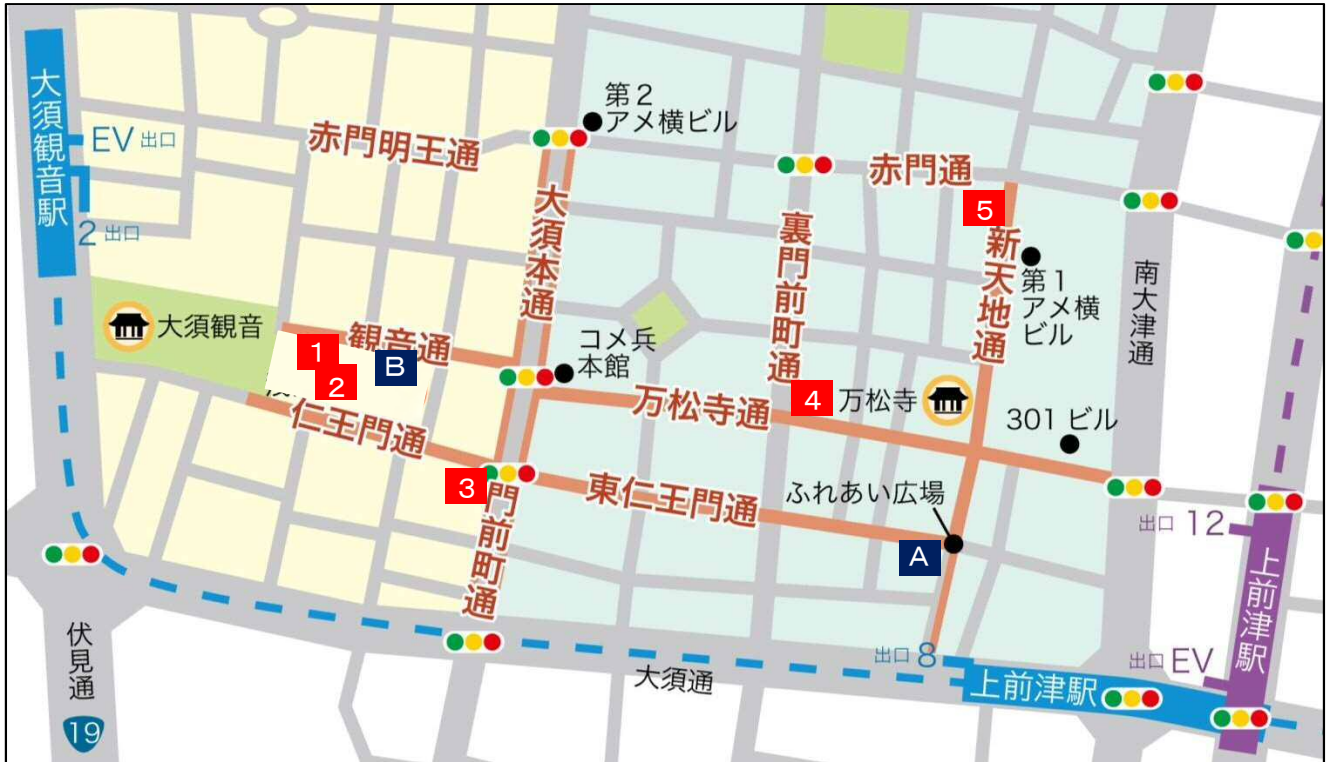 大須観音駅
EV 出口
2 出口
赤門明王通
第2
アメ横ビル
赤門通
5
大須本通
裏門前町通
新天地通
第1
アメ横
ビル
南大津通
大須観音
1
観音通
B
2
コメ兵
本館
仁王門通
万松寺通
4
万松寺
301 ビル
3
門前町通
東仁王門通
ふれあい広場
A
出口 12
上前津駅
伏見通
19
大須通
出口 8
上前津駅
出口 EV